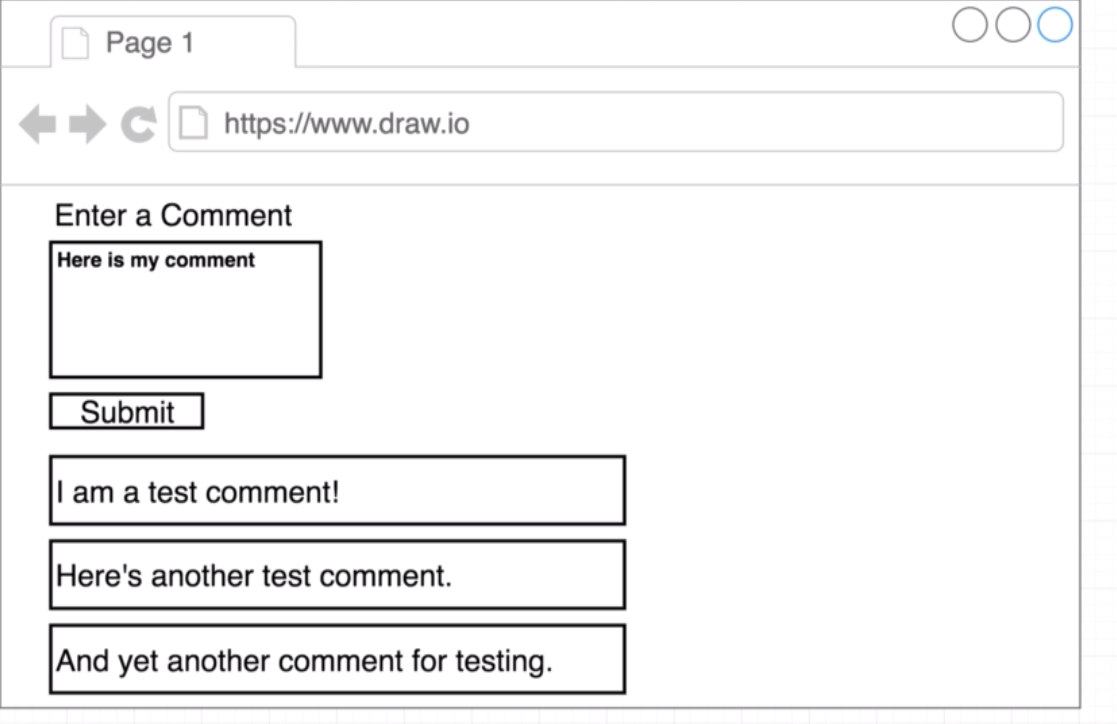 Page 1
https://www.draw.io
Enter a Comment
Here is my comment
Submit
I am a test comment!
Here's another test comment.
And yet another comment for testing.